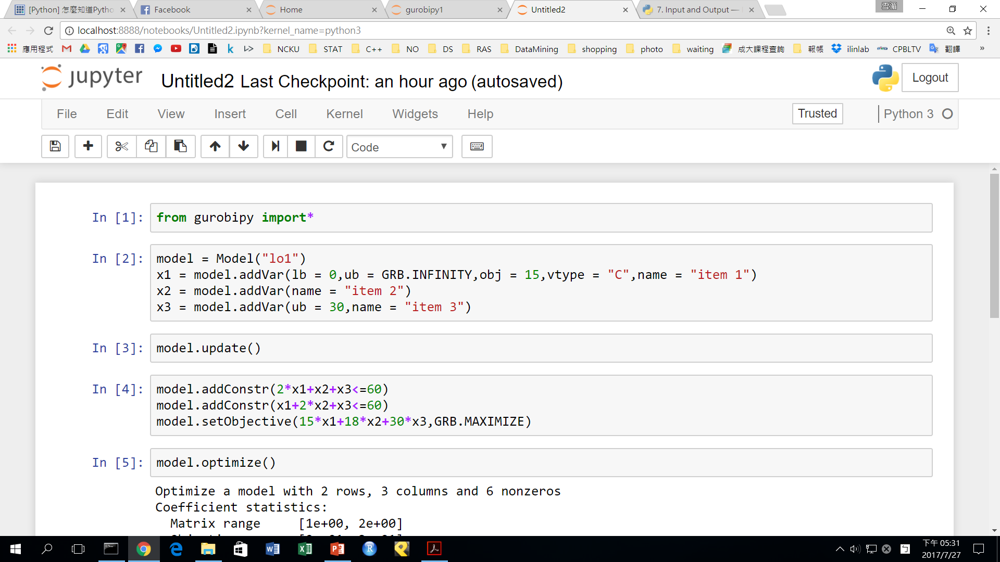 [Python] 怎麼知道Pytho
Facebook
Home
gurobipy1
Untitled2
7. Input and Output —
雪湄
localhost:8888/notebooks/Untitled2.ipynb?kernel_name=python3
應用程式
NCKU
STAT
C++
NO
DS
RAS
DataMining
shopping
photo
waiting
成大課程查詢
報帳
ilinlab
CPBLTV
翻譯
»
jupyter
Untitled2 Last Checkpoint: an hour ago (autosaved)
Logout
File Edit View Insert Cell Kernel Widgets Help
Trusted
Python 3
Code
In [1]: from gurobipy import*
In [2]: model = Model("lo1")
x1 = model.addVar(lb = 0,ub = GRB.INFINITY,obj = 15,vtype = "C",name = "item 1")
x2 = model.addVar(name = "item 2")
x3 = model.addVar(ub = 30,name = "item 3")
In [3]: model.update()
In [4]: model.addConstr(2*x1+x2+x3<=60)
model.addConstr(x1+2*x2+x3<=60)
model.setObjective(15*x1+18*x2+30*x3,GRB.MAXIMIZE)
In [5]: model.optimize()
Optimize a model with 2 rows, 3 columns and 6 nonzeros
Coefficient statistics:
Matrix range [1e+00, 2e+00]
下午 05:31
2017/7/27